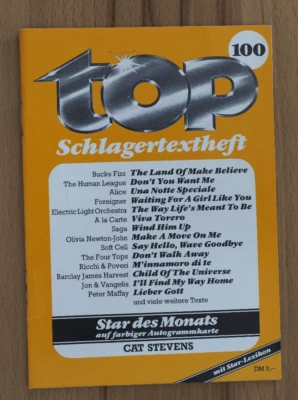 100
top
Schlagertextheft
Bucks Fizz The Land Of Make Believe
The Human League Don't You Want Me
Alice Una Notte Speciale
Foreigner Waiting For A Girl Like You
Electric Light Orchestra The Way Life's Meant To Be
A la Carte Viva Torero
Saga Wind Him Up
Olivia Newton-John Make A Move On Me
Soft Cell Say Hello, Wave Goodbye
The Four Tops Don't Walk Away
Ricchi & Poveri M'innamoro di te
Barclay James Harvest Child Of The Universe
Jon & Vangelis I'll Find My Way Home
Peter Maffay Lieber Gott
und viele weitere Texte
Star des Monats
auf farbiger Autogrammkarte
CAT STEVENS
mit Star-Lexikon
DM 2,–